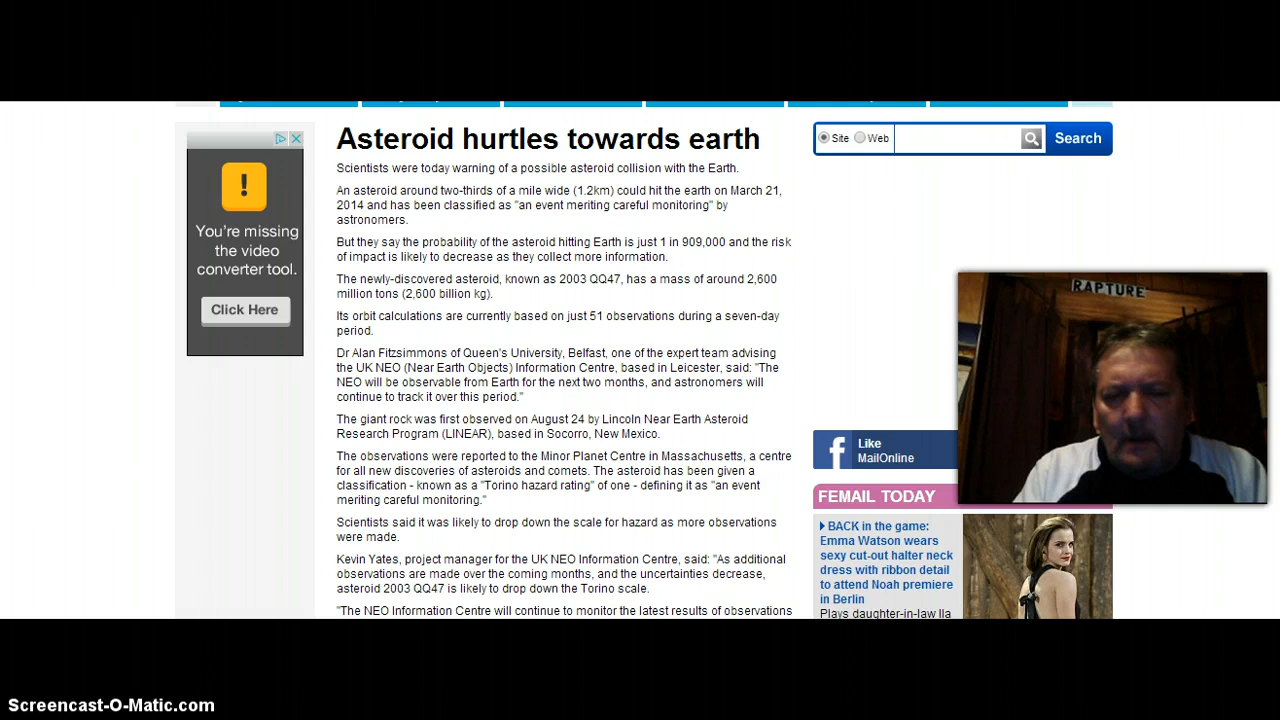 Asteroid hurtles towards earth
Scientists were today warning of a possible asteroid collision with the Earth.
An asteroid around two-thirds of a mile wide (1.2km) could hit the earth on March 21,
2014 and has been classified as "an event meriting careful monitoring" by
astronomers.
But they say the probability of the asteroid hitting Earth is just 1 in 909,000 and the risk
of impact is likely to decrease as they collect more information.
The newly-discovered asteroid, known as 2003 QQ47, has a mass of around 2,600
million tons (2,600 billion kg).
Its orbit calculations are currently based on just 51 observations during a seven-day
period.
Dr Alan Fitzsimmons of Queen's University, Belfast, one of the expert team advising
the UK NEO (Near Earth Objects) Information Centre, based in Leicester, said: "The
NEO will be observable from Earth for the next two months, and astronomers will
continue to track it over this period."
The giant rock was first observed on August 24 by Lincoln Near Earth Asteroid
Research Program (LINEAR), based in Socorro, New Mexico.
The observations were reported to the Minor Planet Centre in Massachusetts, a centre
for all new discoveries of asteroids and comets. The asteroid has been given a
classification - known as a "Torino hazard rating" of one - defining it as "an event
meriting careful monitoring."
Scientists said it was likely to drop down the scale for hazard as more observations
were made.
Kevin Yates, project manager for the UK NEO Information Centre, said: "As additional
observations are made over the coming months, and the uncertainties decrease,
asteroid 2003 QQ47 is likely to drop down the Torino scale.
"The NEO Information Centre will continue to monitor the latest results of observations
!
You're missing
the video
converter tool.
Click Here
Site Web Search
RAPTURE
f Like
MailOnline
FEMAIL TODAY
BACK in the game:
Emma Watson wears
sexy cut-out halter neck
dress with ribbon detail
to attend Noah premiere
in Berlin
Plays daughter-in-law Ila
Screencast-O-Matic.com